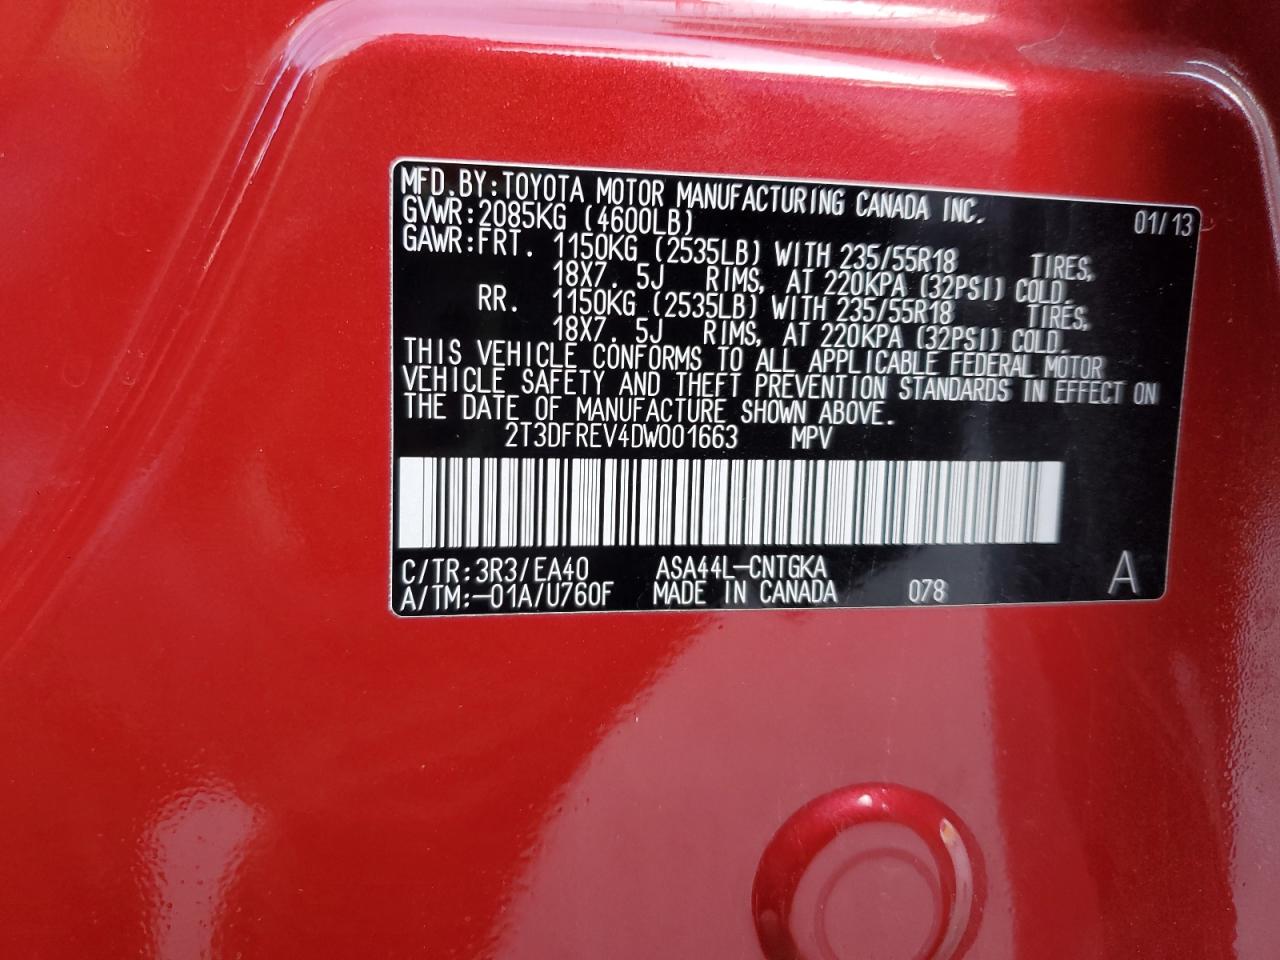 MFD.BY:TOYOTA MOTOR MANUFACTURING CANADA INC. 01/13
GVWR:2085KG (4600LB)
GAWR:FRT. 1150KG (2535LB) WITH 235/55R18 TIRES,
18X7. 5J RIMS, AT 220KPA (32PSI) COLD.
RR. 1150KG (2535LB) WITH 235/55R18 TIRES,
18X7. 5J RIMS, AT 220KPA (32PSI) COLD.
THIS VEHICLE CONFORMS TO ALL APPLICABLE FEDERAL MOTOR
VEHICLE SAFETY AND THEFT PREVENTION STANDARDS IN EFFECT ON
THE DATE OF MANUFACTURE SHOWN ABOVE.
2T3DFREV4DW001663 MPV
C/TR:3R3/EA40 ASA44L-CNTGKA
A/TM:-01A/U760F MADE IN CANADA 078 A